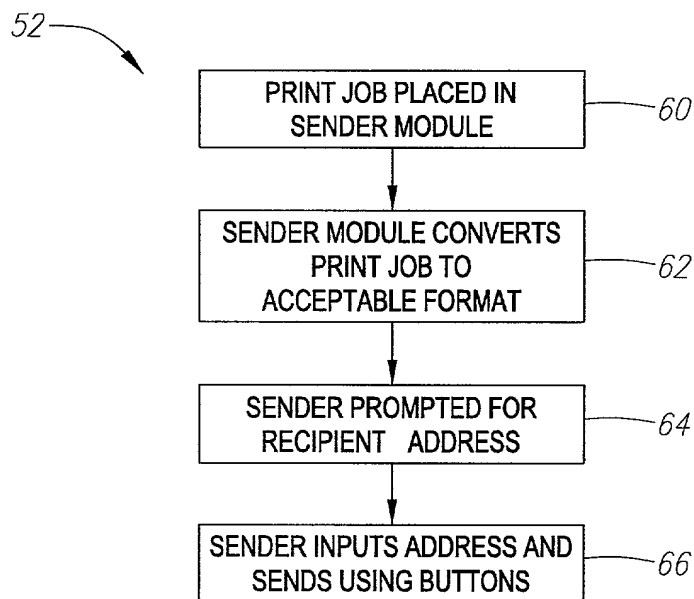 52
PRINT JOB PLACED IN
SENDER MODULE
60
SENDER MODULE CONVERTS
PRINT JOB TO
ACCEPTABLE FORMAT
62
SENDER PROMPTED FOR
RECIPIENT ADDRESS
64
SENDER INPUTS ADDRESS AND
SENDS USING BUTTONS
66